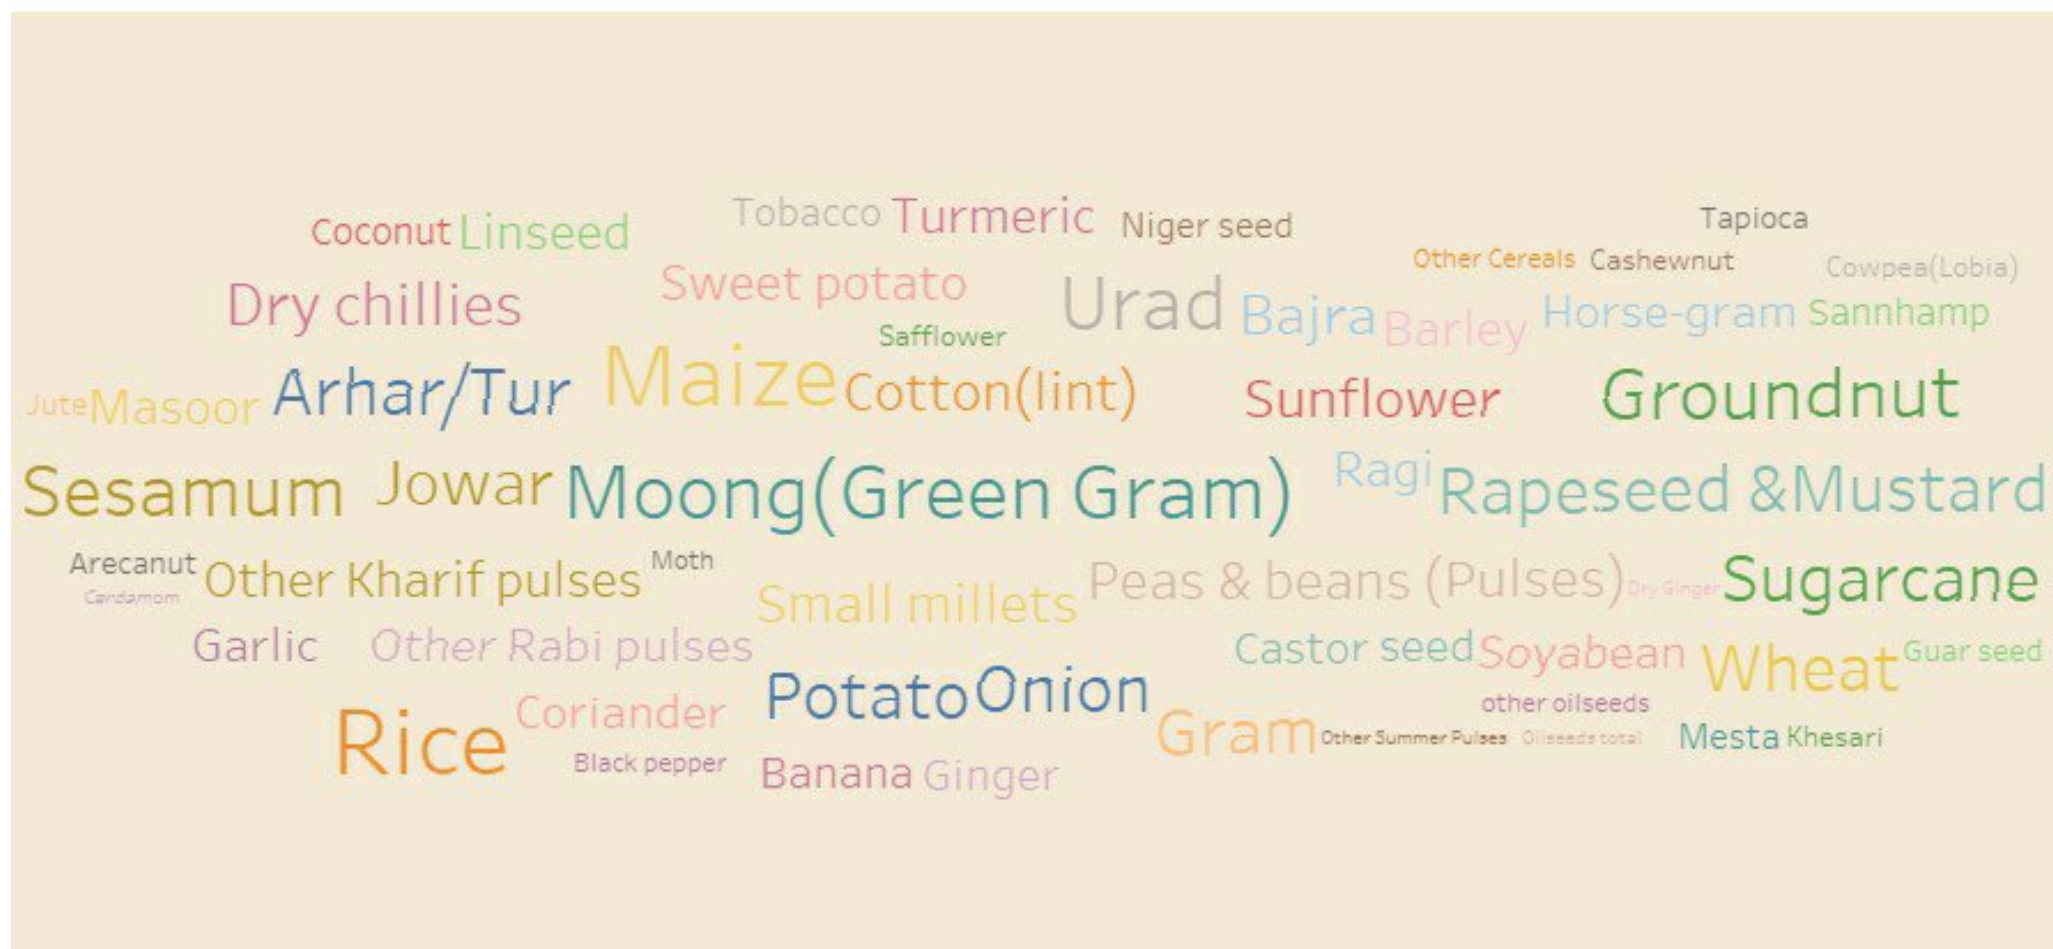 Tobacco Turmeric Niger seed Tapioca
Coconut Linseed
Other Cereals Cashewnut Cowpea(Lobia)
Dry chillies Sweet potato Urad Bajra Barley Horse-gram Sannhamp
Safflower
Jute Masoor Arhar/Tur Maize Cotton(lint) Sunflower Groundnut
Sesamum Jowar Moong(Green Gram) Ragi Rapeseed &Mustard
Arecanut Other Kharif pulses Moth Peas & beans (Pulses) Dry Ginger Sugarcane
Cardamom Small millets
Garlic Other Rabi pulses Castor seed Soyabean Wheat Guar seed
Potato Onion other oilseeds
Rice Coriander Gram Other Summer Pulses Oilseeds total Mesta Khesari
Black pepper Banana Ginger